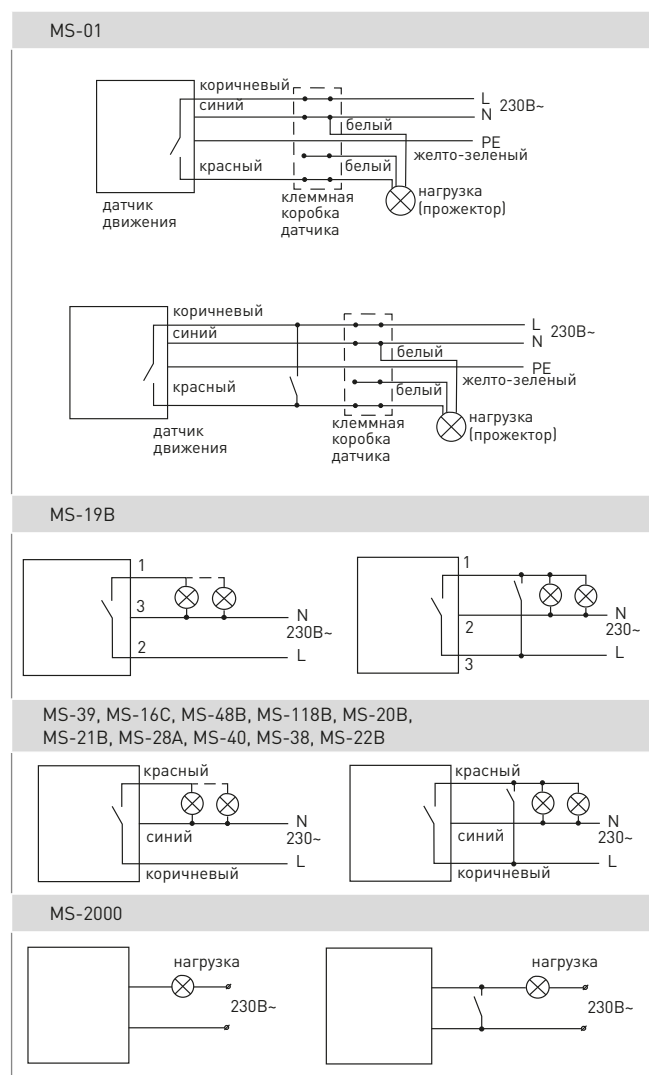 MS-01
коричневый
синий
L
N
230В~
белый
PE
желто-зеленый
красный
белый
датчик
движения
клеммная
коробка
датчика
нагрузка
(прожектор)
коричневый
синий
L
N
230В~
белый
PE
желто-зеленый
красный
белый
датчик
движения
клеммная
коробка
датчика
нагрузка
(прожектор)
MS-19B
1
3
N
230В~
2
L
1
N
230~
2
L
3
MS-39, MS-16C, MS-48B, MS-118B, MS-20B,
MS-21B, MS-28A, MS-40, MS-38, MS-22B
красный
N
синий
230~
L
коричневый
красный
N
синий
230~
L
коричневый
MS-2000
нагрузка
230В~
нагрузка
230В~